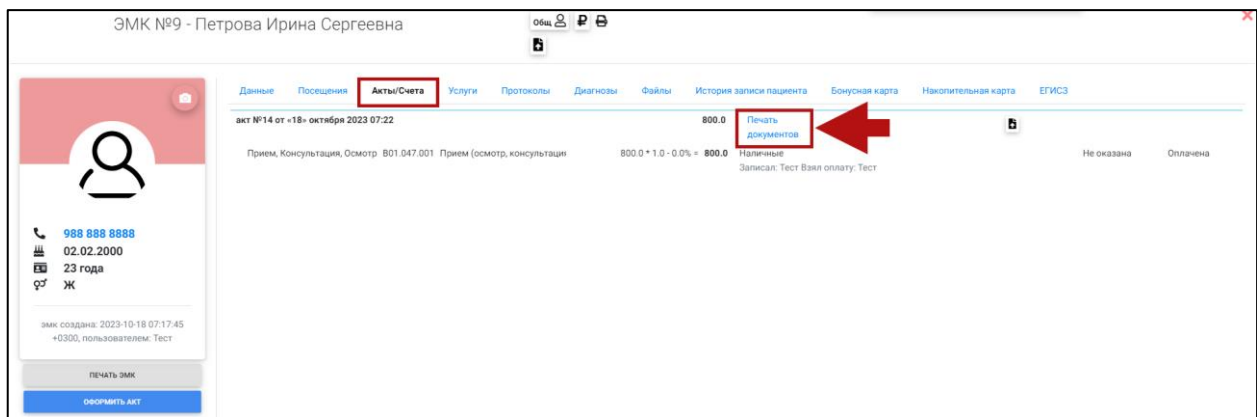 ЭМК №9 - Петрова Ирина Сергеевна
Общ
Данные Посещения Акты/Счета Услуги Протоколы Диагнозы Файлы История записи пациента Бонусная карта Накопительная карта ЕГИСЗ
акт №14 от «18» октября 2023 07:22 800.0 Печать
документов
Прием, Консультация, Осмотр B01.047.001 Прием (осмотр, консультация 800.0 * 1.0 - 0.0% = 800.0 Наличные Не оказана Оплачена
Записал: Тест Взял оплату: Тест
988 888 8888
02.02.2000
23 года
Ж
эмк создана: 2023-10-18 07:17:45
+0300, пользователем: Тест
ПЕЧАТЬ ЭМК
ОФОРМИТЬ АКТ